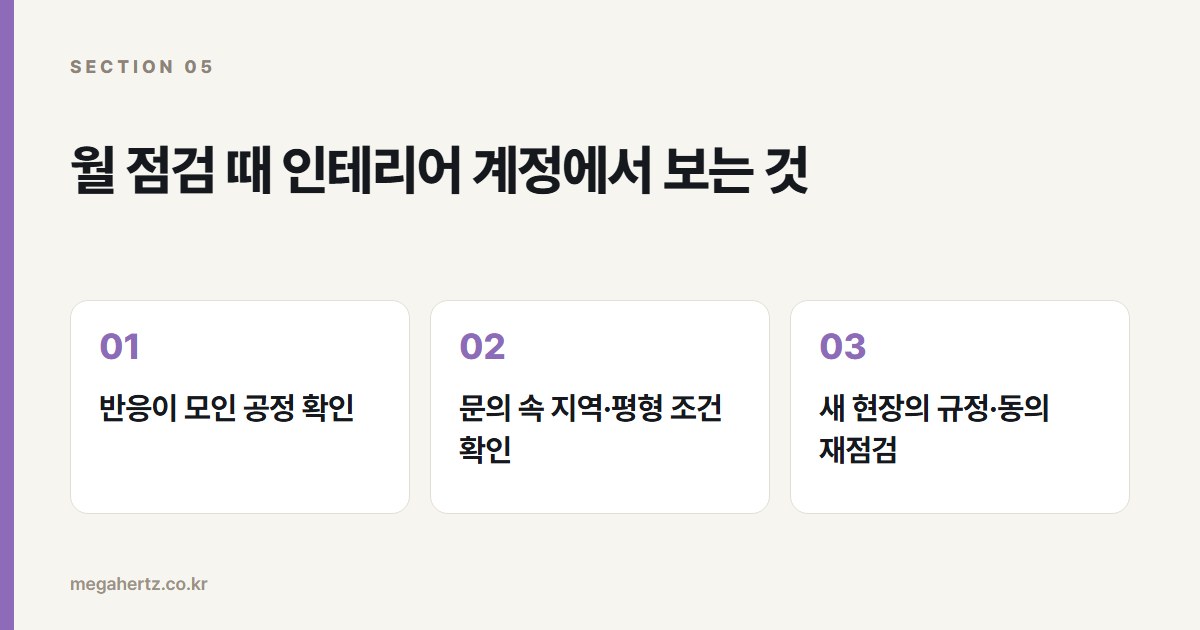 SECTION 05
월 점검 때 인테리어 계정에서 보는 것
01
반응이 모인 공정 확인
02
문의 속 지역·평형 조건
확인
03
새 현장의 규정·동의
재점검
megahertz.co.kr